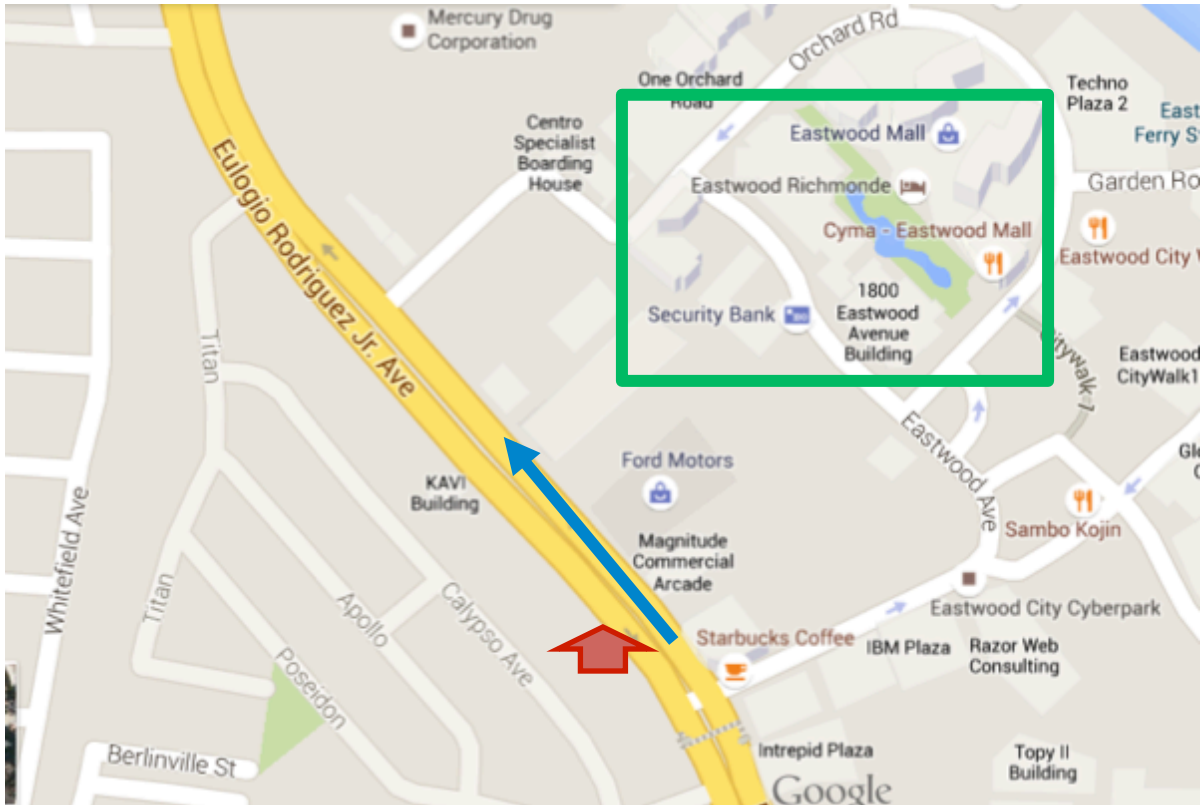 Mercury Drug
Corporation
Orchard Rd
One Orchard
Road
Techno
Plaza 2
Centro
Specialist
Boarding
House
Eastwood Mall
East
Ferry S
Eastwood Richmonde
Garden Ro
Eulogio Rodriguez Jr. Ave
Cyma - Eastwood Mall
Eastwood City W
1800
Eastwood
Avenue
Building
Security Bank
Titan
Citywalk 1
Eastwood
CityWalk1
Eastwood Ave
Ford Motors
KAVI
Building
Glo
Sambo Kojin
Whitefield Ave
Magnitude
Commercial
Arcade
Titan
Apollo
Calypso Ave
Eastwood City Cyberpark
Starbucks Coffee
IBM Plaza
Razor Web
Consulting
Poseidon
Berlinville St
Intrepid Plaza
Topy II
Building
Google